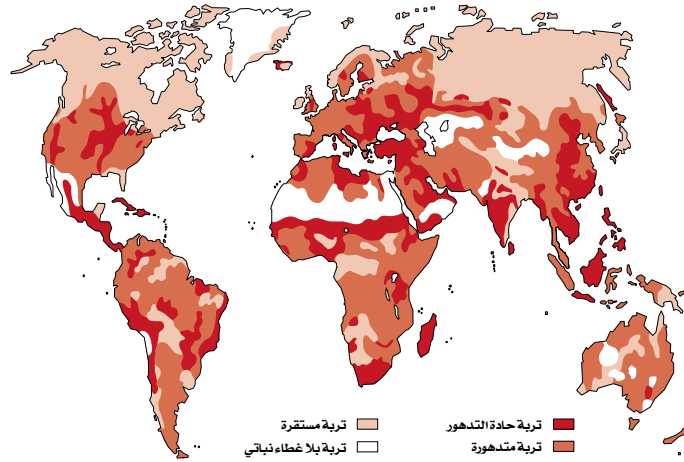 تربة حادة التدهور
تربة متدهورة
تربة مستقرة
تربة بلا غطاء نباتي